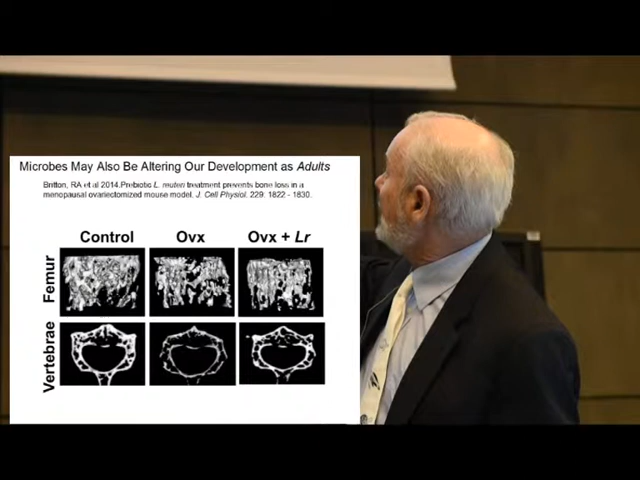 Microbes May Also Be Altering Our Development as Adults
Britton, RA et al 2014.Prebiotic L. reuteri treatment prevents bone loss in a
menopausal ovariectomized mouse model. J. Cell Physiol. 229: 1822 - 1830.
Control Ovx Ovx + Lr
Femur
Vertebrae